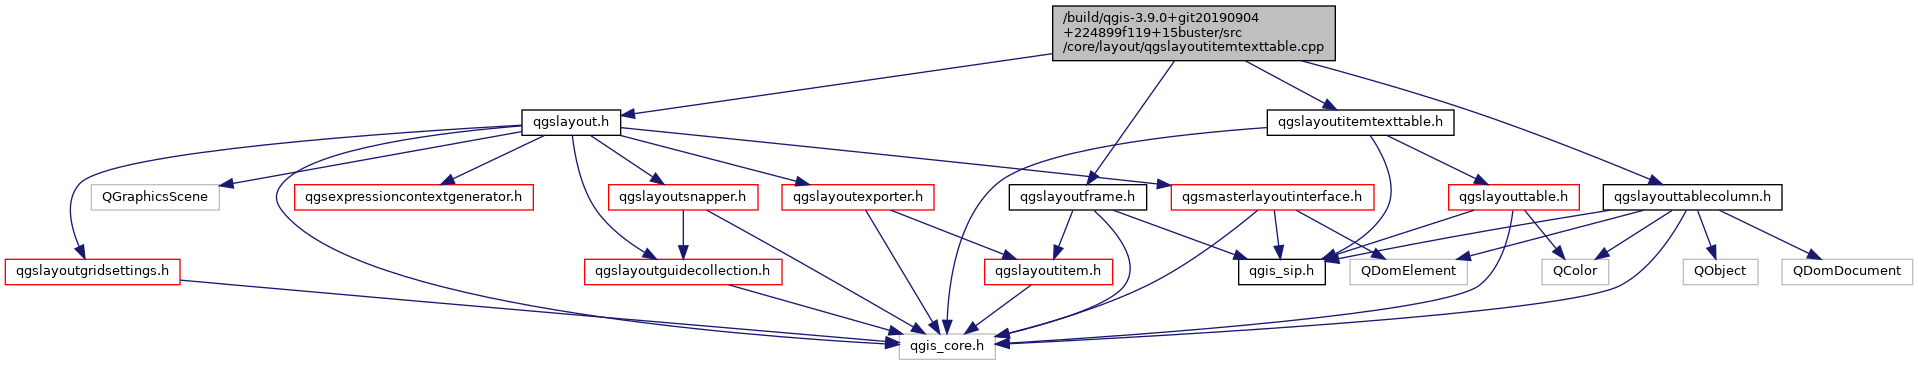 /build/qgis-3.9.0+git20190904
+224899f119+15buster/src
/core/layout/qgslayoutitemtexttable.cpp
qgslayout.h
qgslayoutitemtexttable.h
QGraphicsScene
qgsexpressioncontextgenerator.h
qgslayoutsnapper.h
qgslayoutexporter.h
qgslayoutframe.h
qgsmasterlayoutinterface.h
qgslayouttable.h
qgslayouttablecolumn.h
qgslayoutgridsettings.h
qgslayoutguidecollection.h
qgslayoutitem.h
qgis_sip.h
QDomElement
QColor
QObject
QDomDocument
qgis_core.h